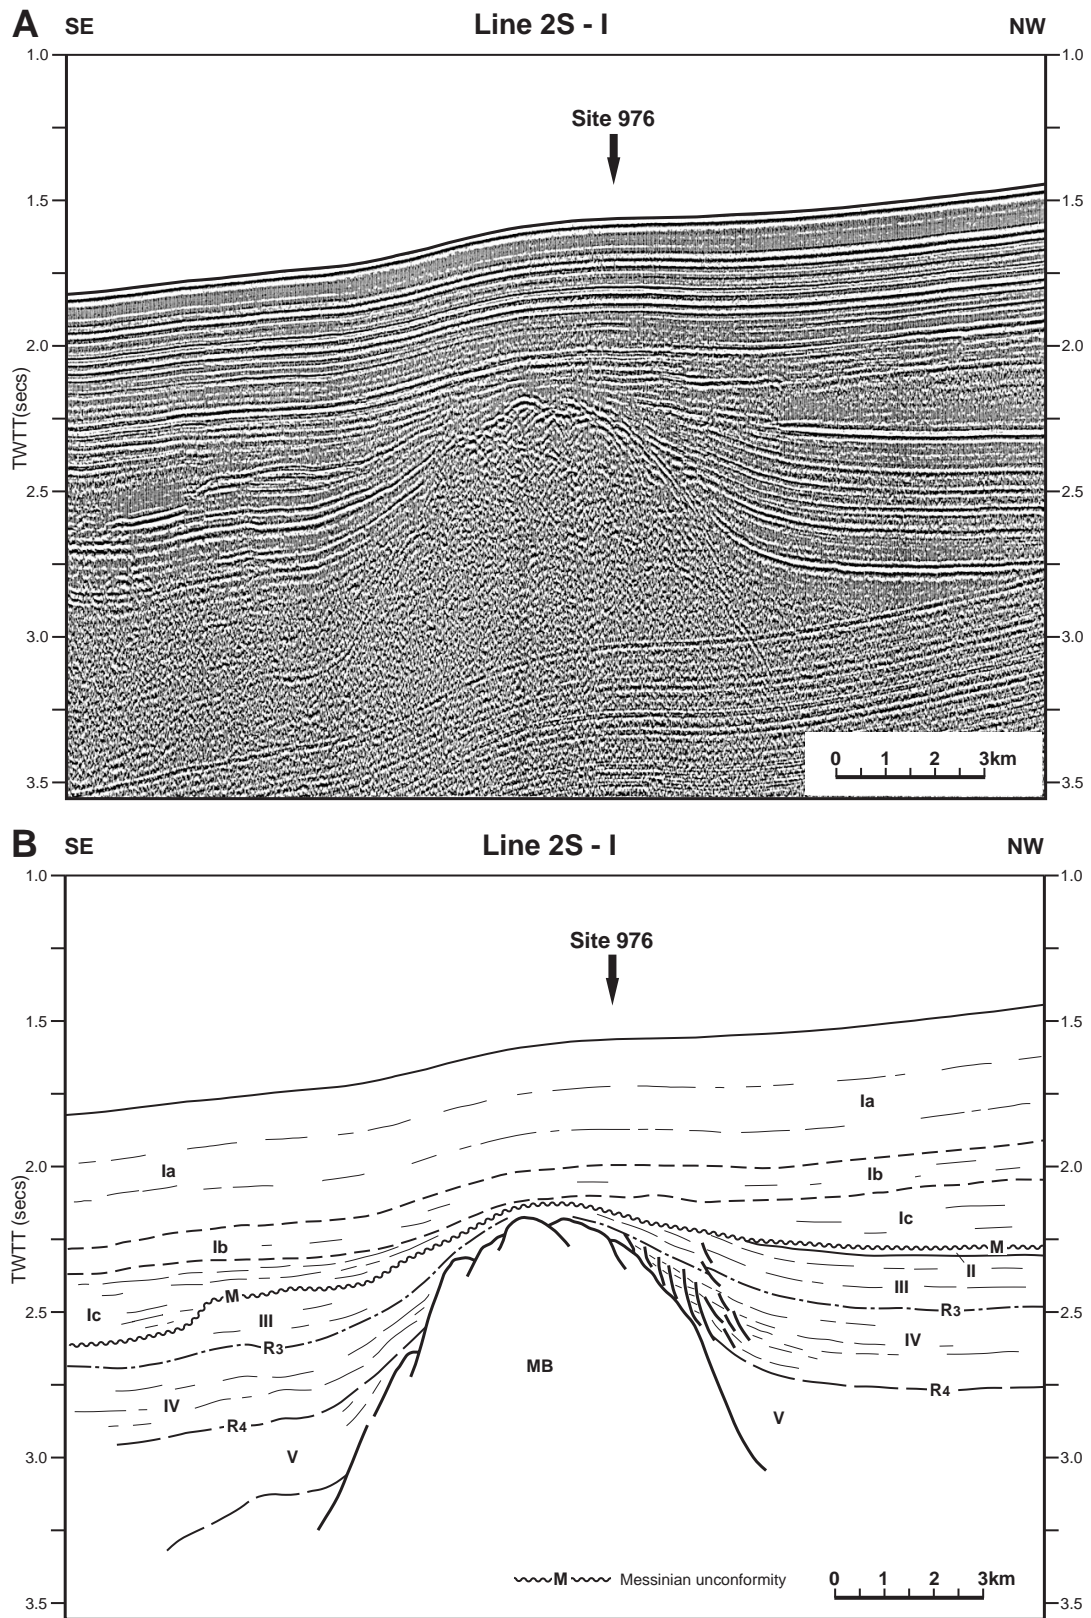 A SE Line 2S - I NW
1.0 1.0
Site 976
1.5 1.5
2.0 2.0
TWTT(secs)
2.5 2.5
3.0 3.0
0 1 2 3km
3.5 3.5
B SE Line 2S - I NW
1.0 1.0
Site 976
1.5 1.5
Ia
Ia
2.0 2.0
Ib
TWTT (secs)
Ic
Ib M
II
M III
Ic III
2.5 R3 2.5
R3 IV
MB
IV R4
R4 V
V
3.0 3.0
M Messinian unconformity 0 1 2 3km
3.5 3.5